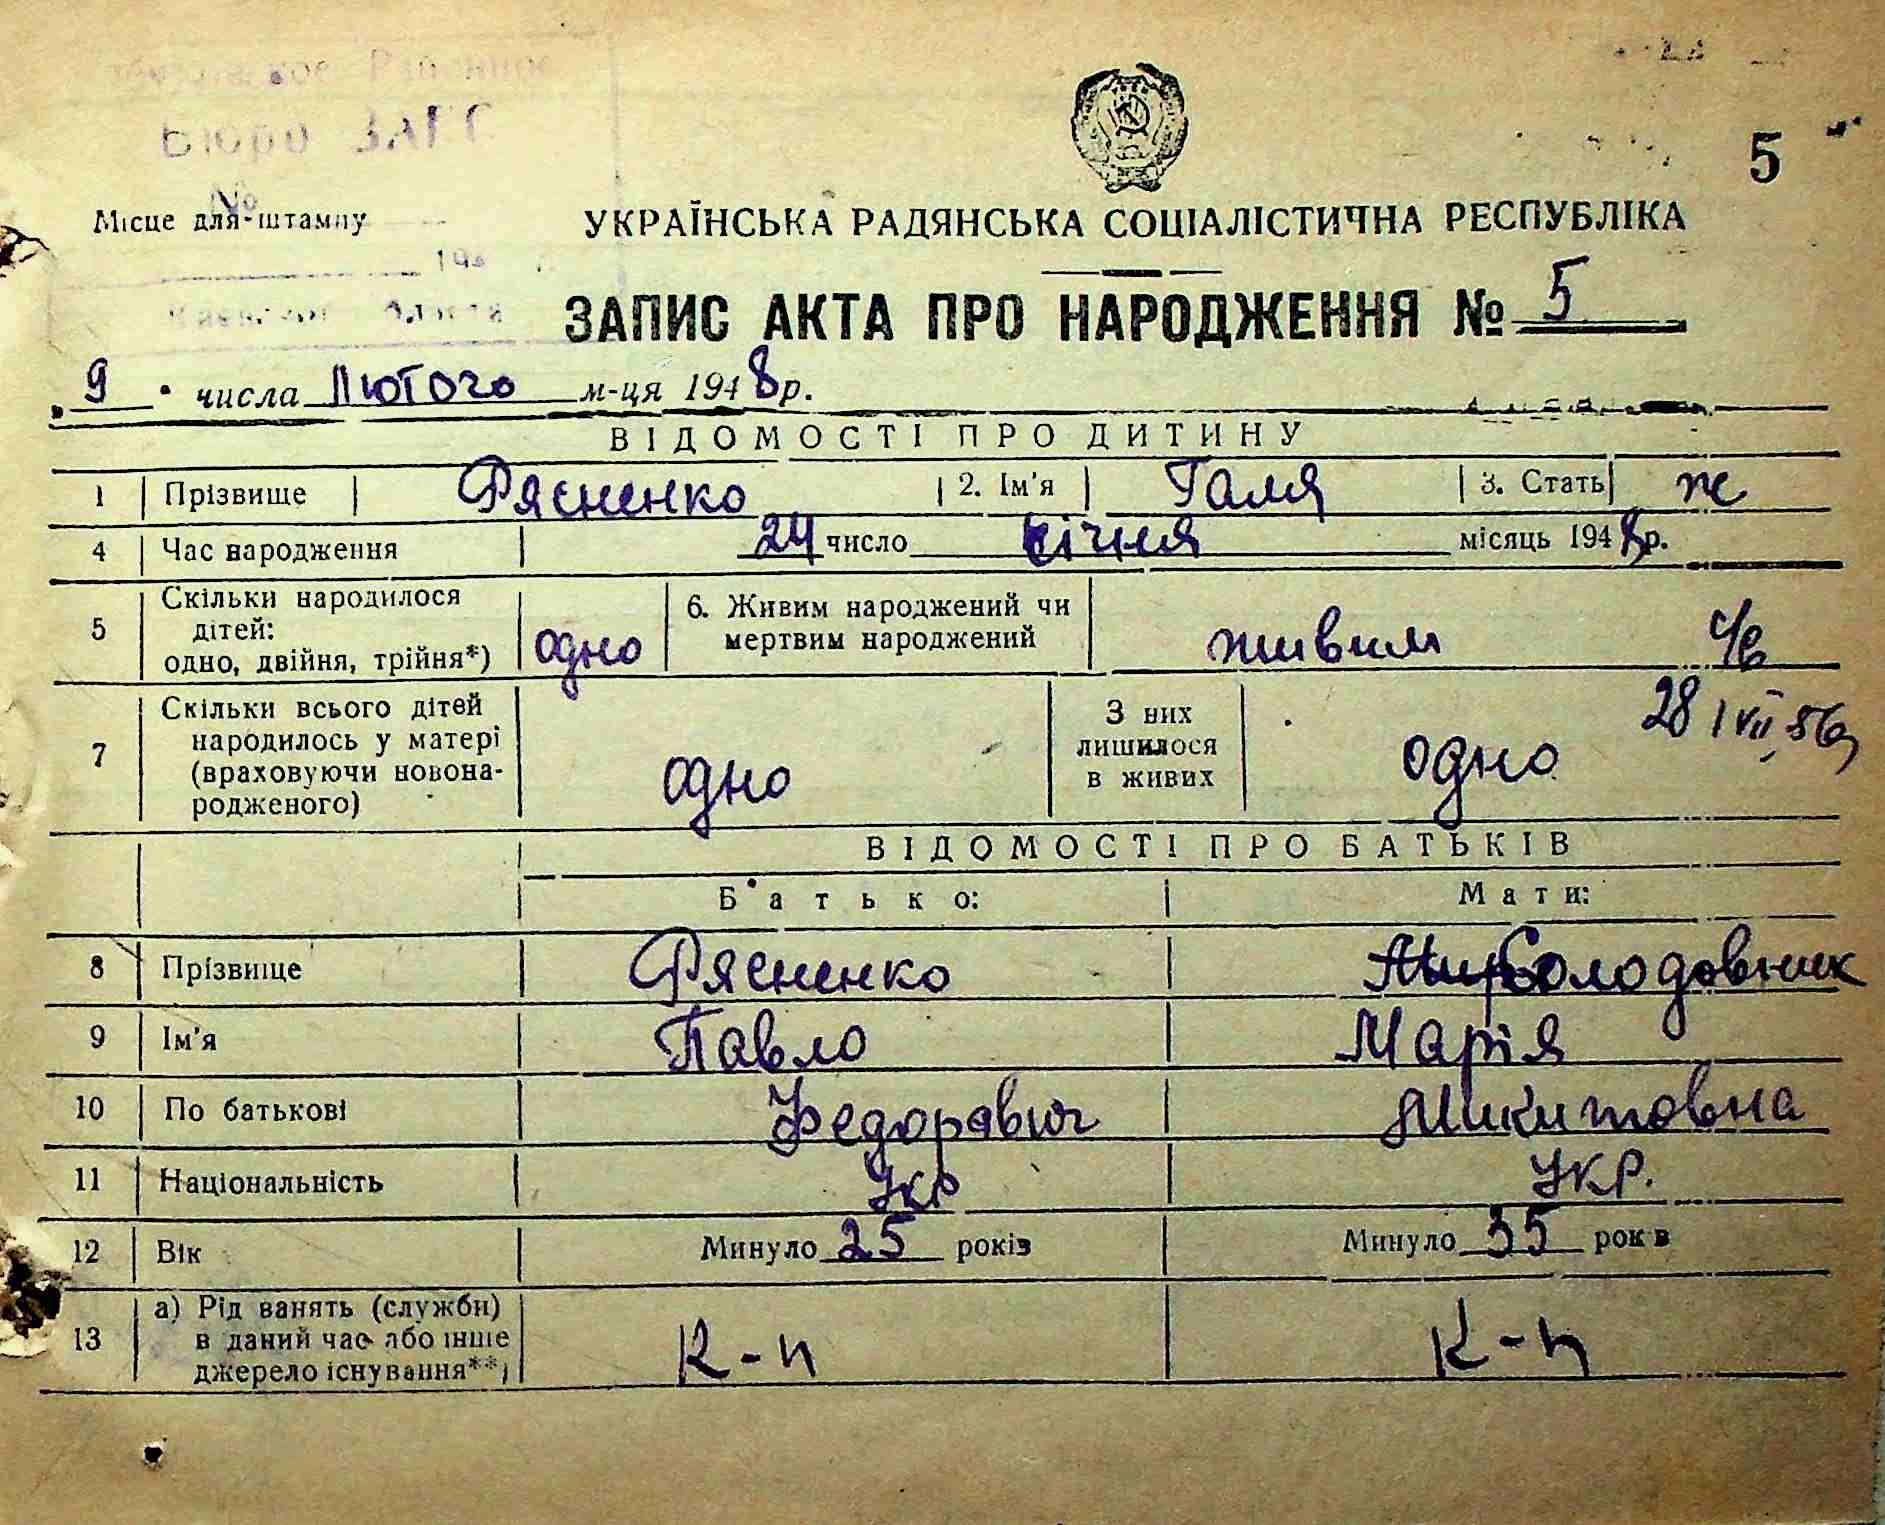 Бюро ЗАГС
№
5
Місце для штампу
УКРАЇНСЬКА РАДЯНСЬКА СОЦІАЛІСТИЧНА РЕСПУБЛІКА
ЗАПИС АКТА ПРО НАРОДЖЕННЯ № 5
9 числа лютого м-ця 1948 р.
ВІДОМОСТІ ПРО ДИТИНУ
1 Прізвище Рясненко 2. Ім'я Галя 3. Стать ж
4 Час народження 24 число січня місяць 1948 р.
5 Скільки народилося дітей: одно, двійня, трійня*) одно 6. Живим народжений чи мертвим народжений живим
7 Скільки всього дітей народилось у матері (враховуючи новонародженого) одно З них лишилося в живих одно
28 VII 56
ВІДОМОСТІ ПРО БАТЬКІВ
Батько: Мати:
8 Прізвище Рясненко Солодовник
9 Ім'я Павло Марія
10 По батькові Федоравич Микитовна
11 Національність Укр Укр.
12 Вік Минуло 25 років Минуло 35 років
13 а) Рід занять (служби) в даний час або інше джерело існування**) К-п К-п